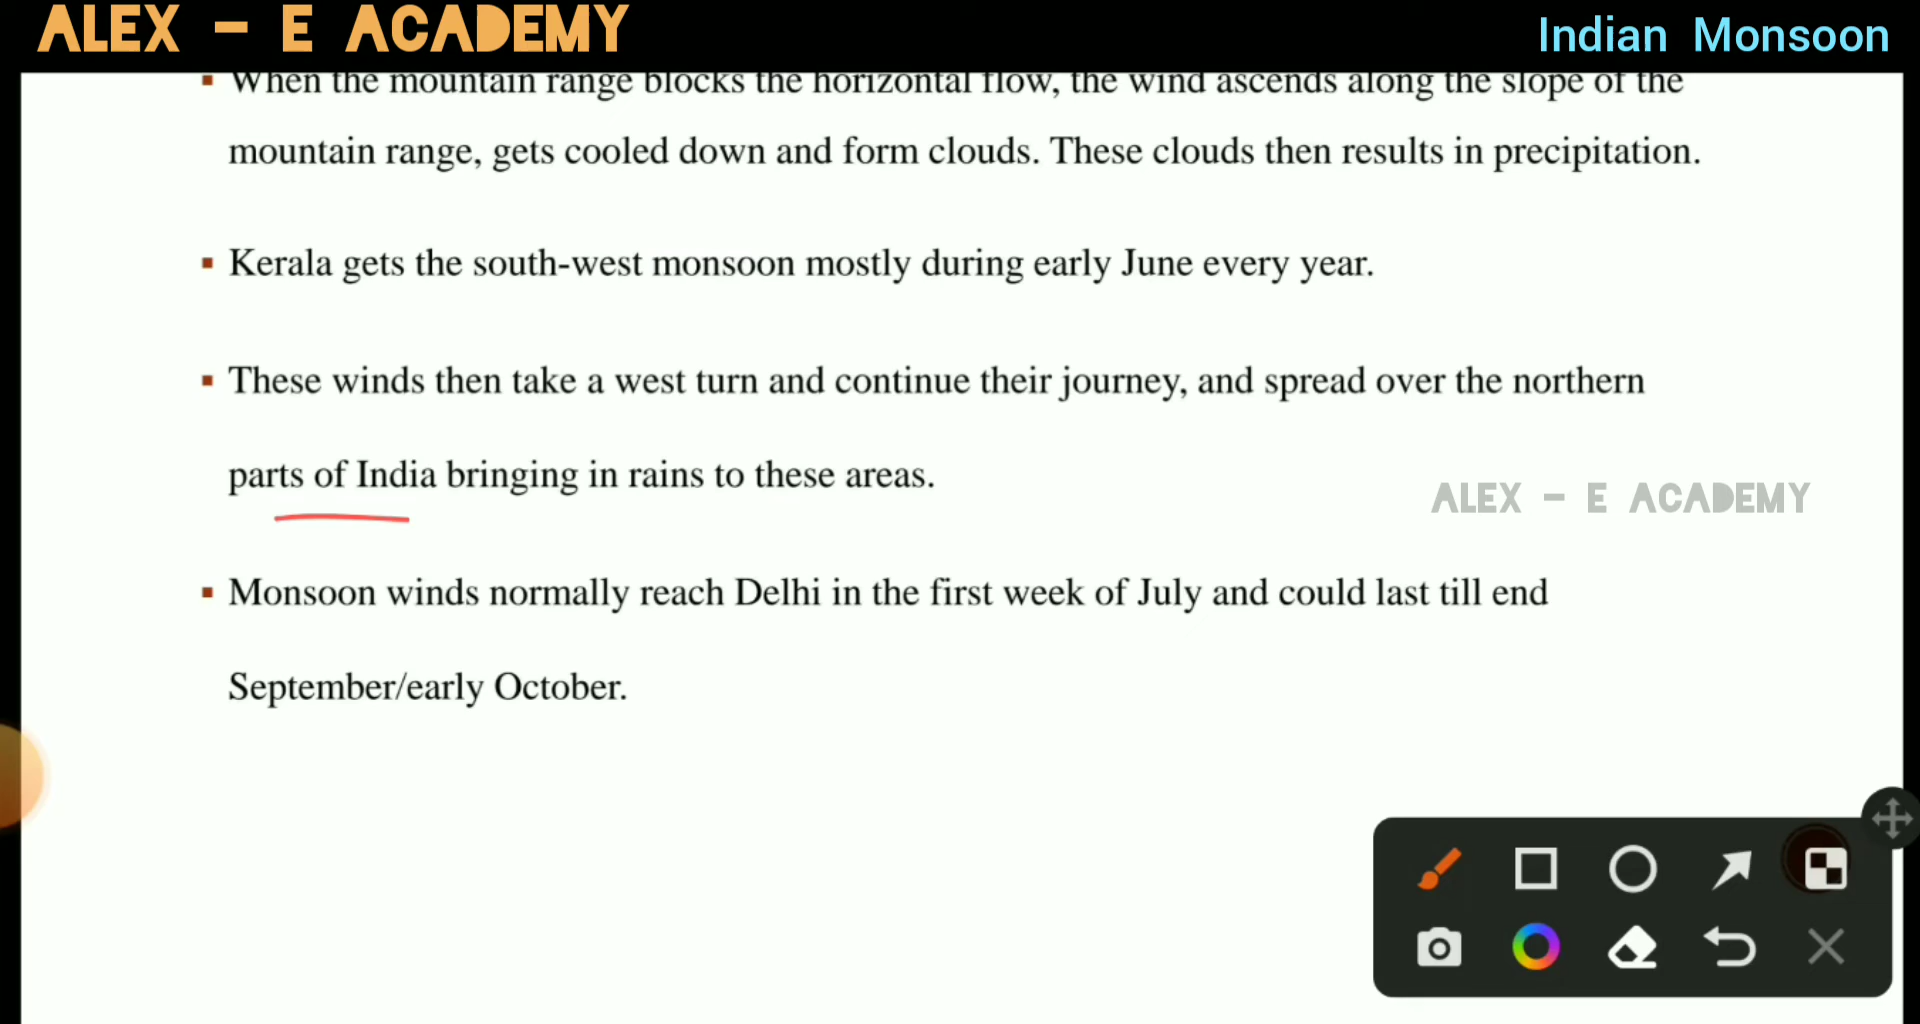 ALEX - E ACADEMY
Indian Monsoon
When the mountain range blocks the horizontal flow, the wind ascends along the slope of the
mountain range, gets cooled down and form clouds. These clouds then results in precipitation.
Kerala gets the south-west monsoon mostly during early June every year.
These winds then take a west turn and continue their journey, and spread over the northern
parts of India bringing in rains to these areas.
ALEX - E ACADEMY
Monsoon winds normally reach Delhi in the first week of July and could last till end
September/early October.